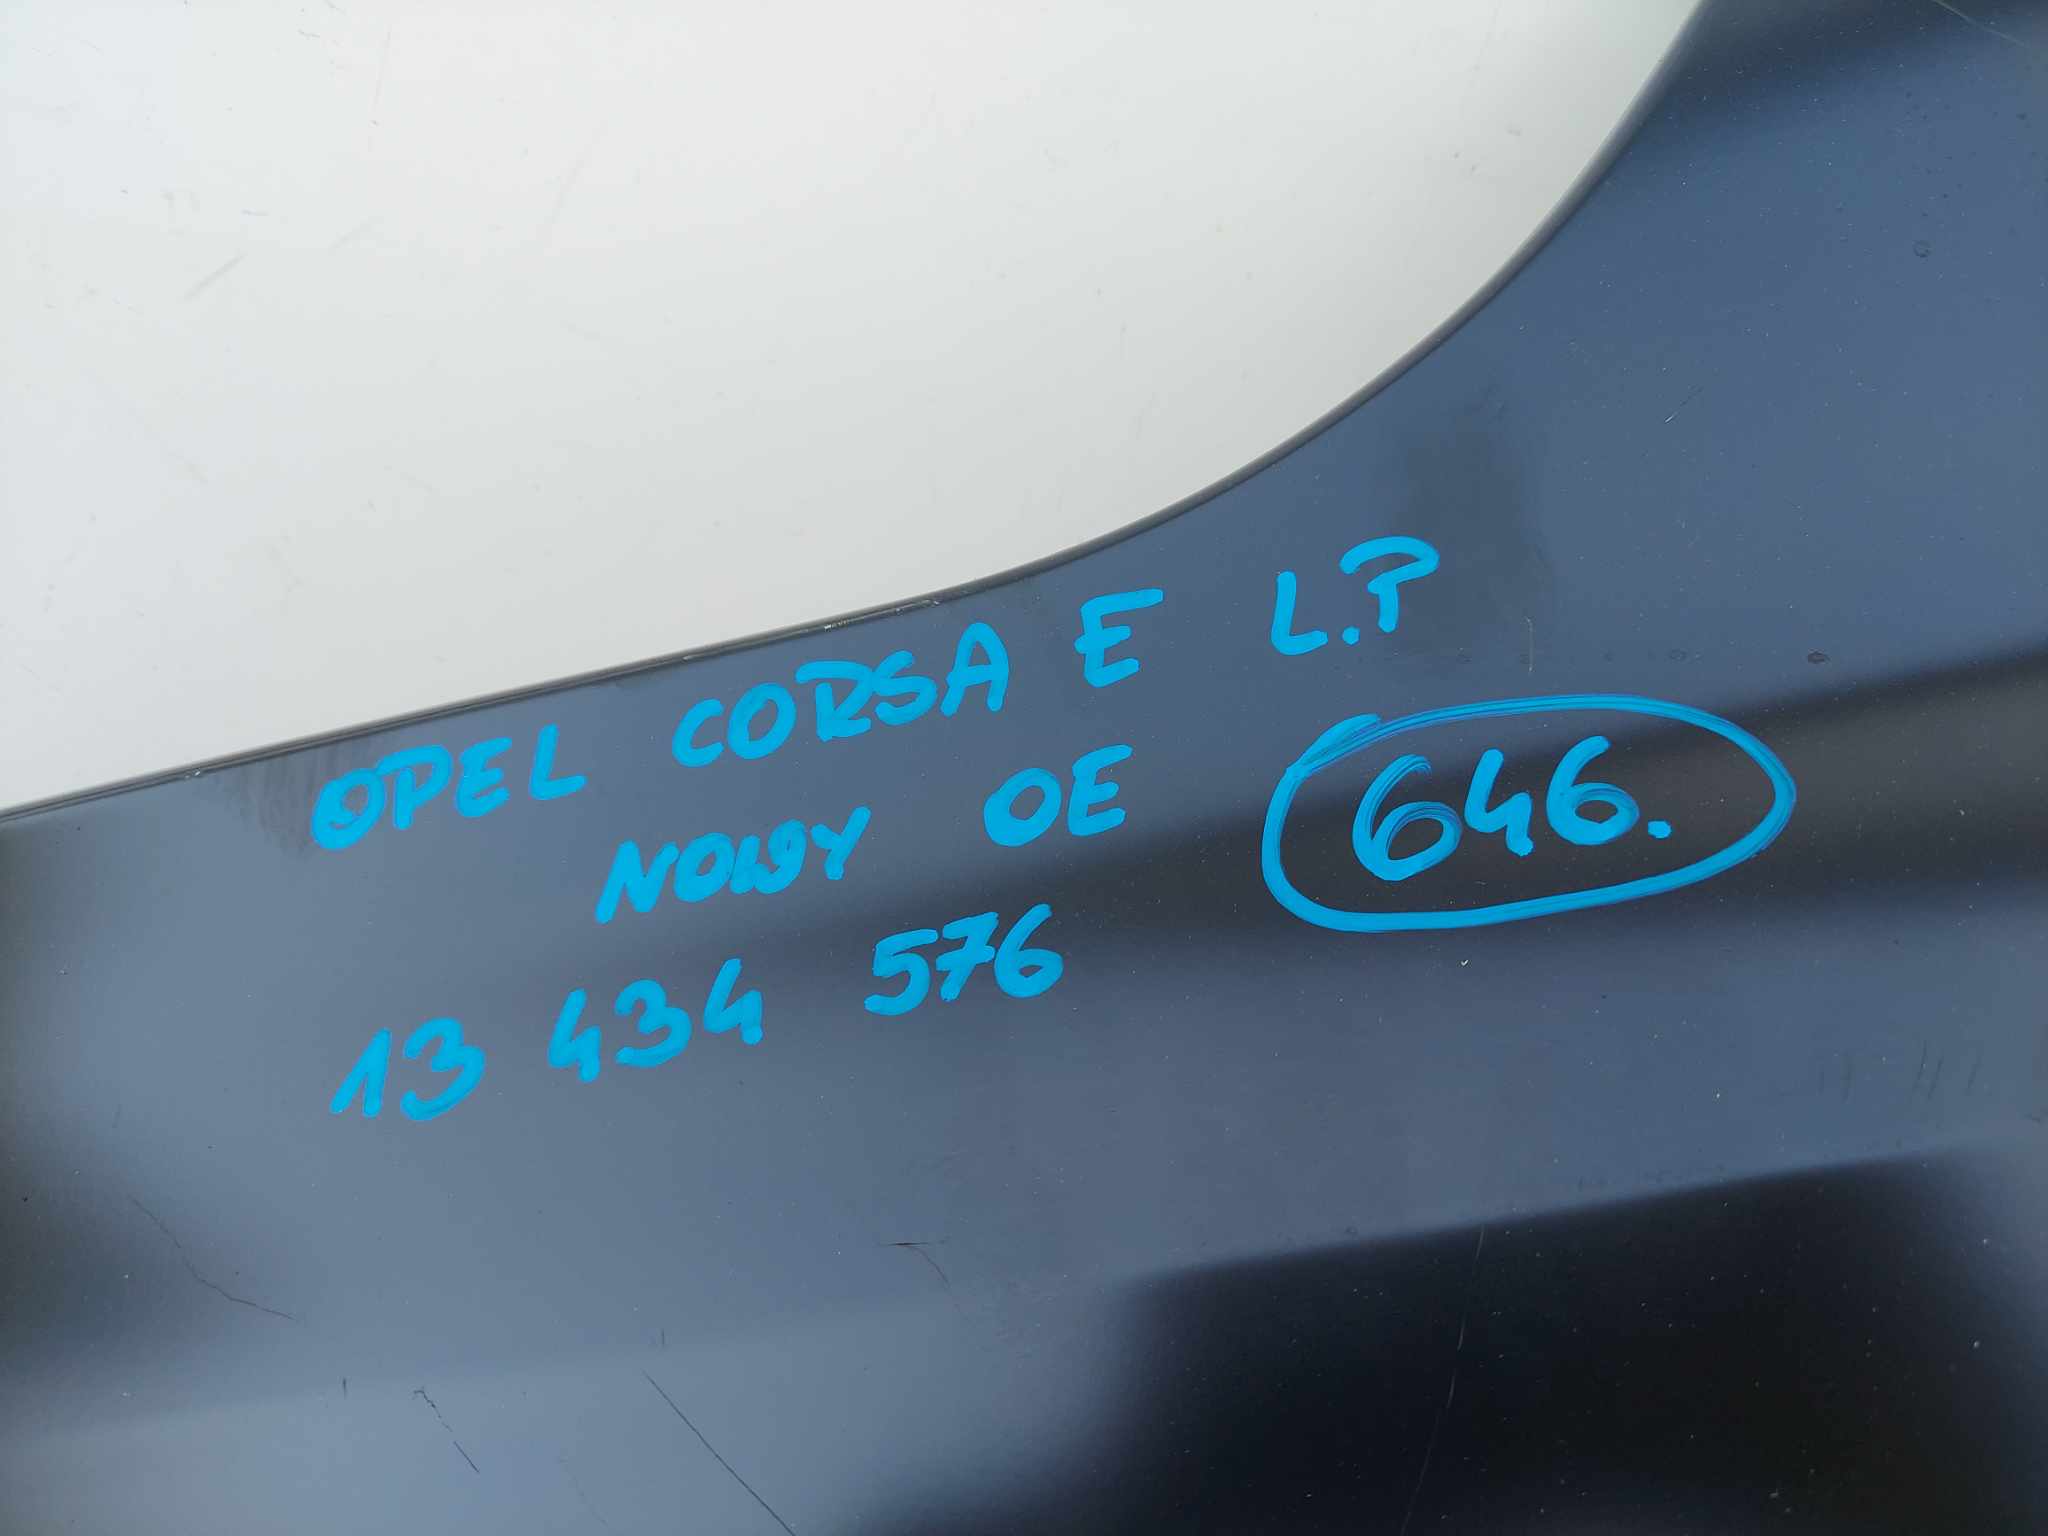 OPEL CORSA E L.P
NOWY OE
646.
13 434 576